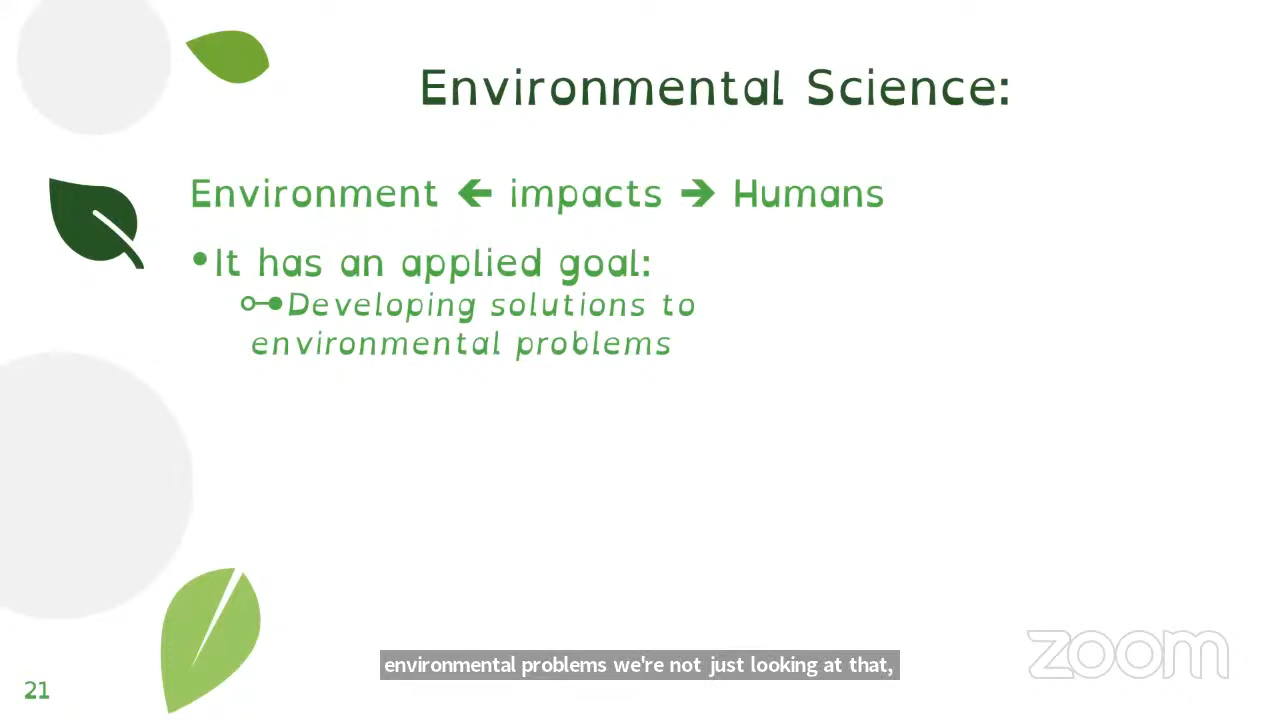 Environmental Science:
Environment 🡸 impacts 🡺 Humans
•It has an applied goal:
Developing solutions to
environmental problems
environmental problems we're not just looking at that,
zoom
21